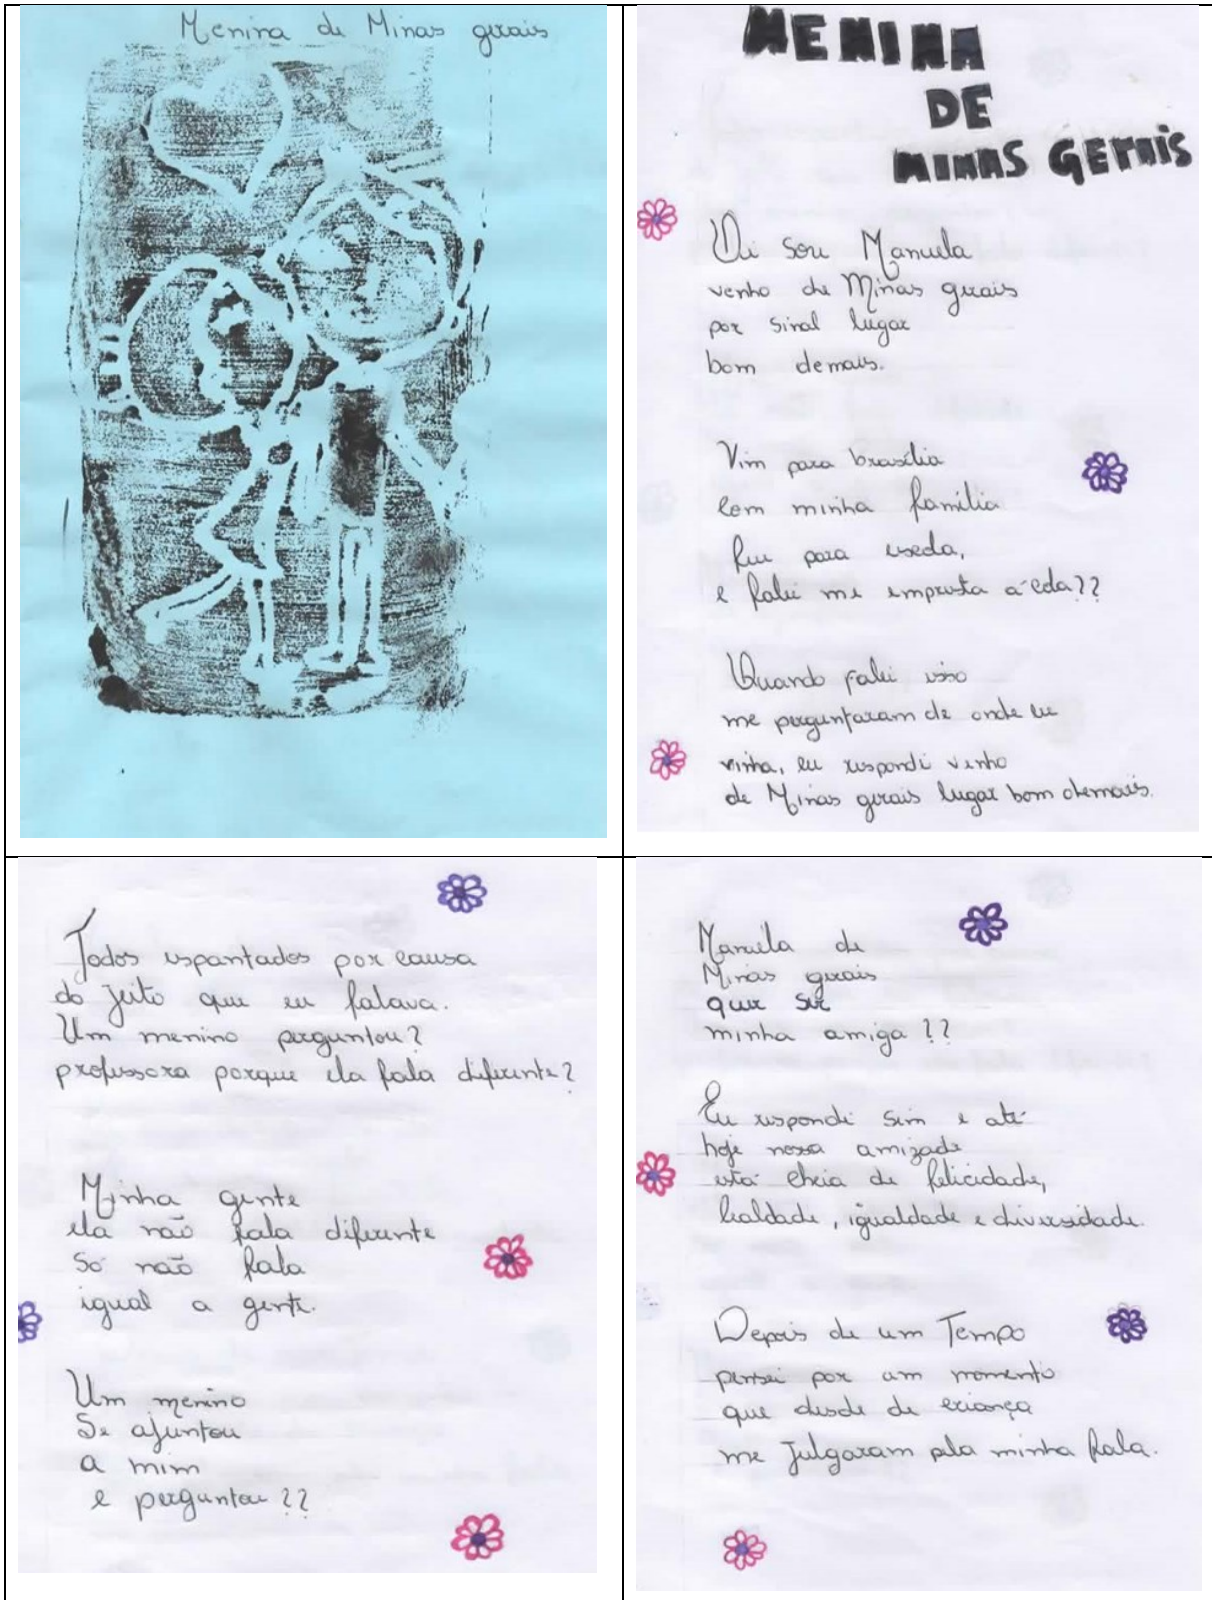 Menina de Minas gerais
MENINA
DE
MINAS GERAIS
Oi sou Manuela
venho de Minas gerais
por sinal lugar
bom demais.
Vim para brasília
com minha família
fui para escola,
e falei me empresta a cola??
Quando falei isso
me perguntaram de onde eu
vinha, eu respondi venho
de Minas gerais lugar bom demais.
Todos espantados por causa
do jeito que eu falava.
Um menino perguntou?
professora porque ela fala diferente?
Minha gente
ela não fala diferente
só não fala
igual a gente.
Um menino
Se ajuntou
a mim
e perguntou??
Manuela de
Minas gerais
quer ser
minha amiga??
Eu respondi sim e até
hoje nossa amizade
está cheia de felicidade,
lealdade, igualdade e diversidade.
Depois de um Tempo
pensei por um momento
que desde de criança
me julgaram pela minha fala.